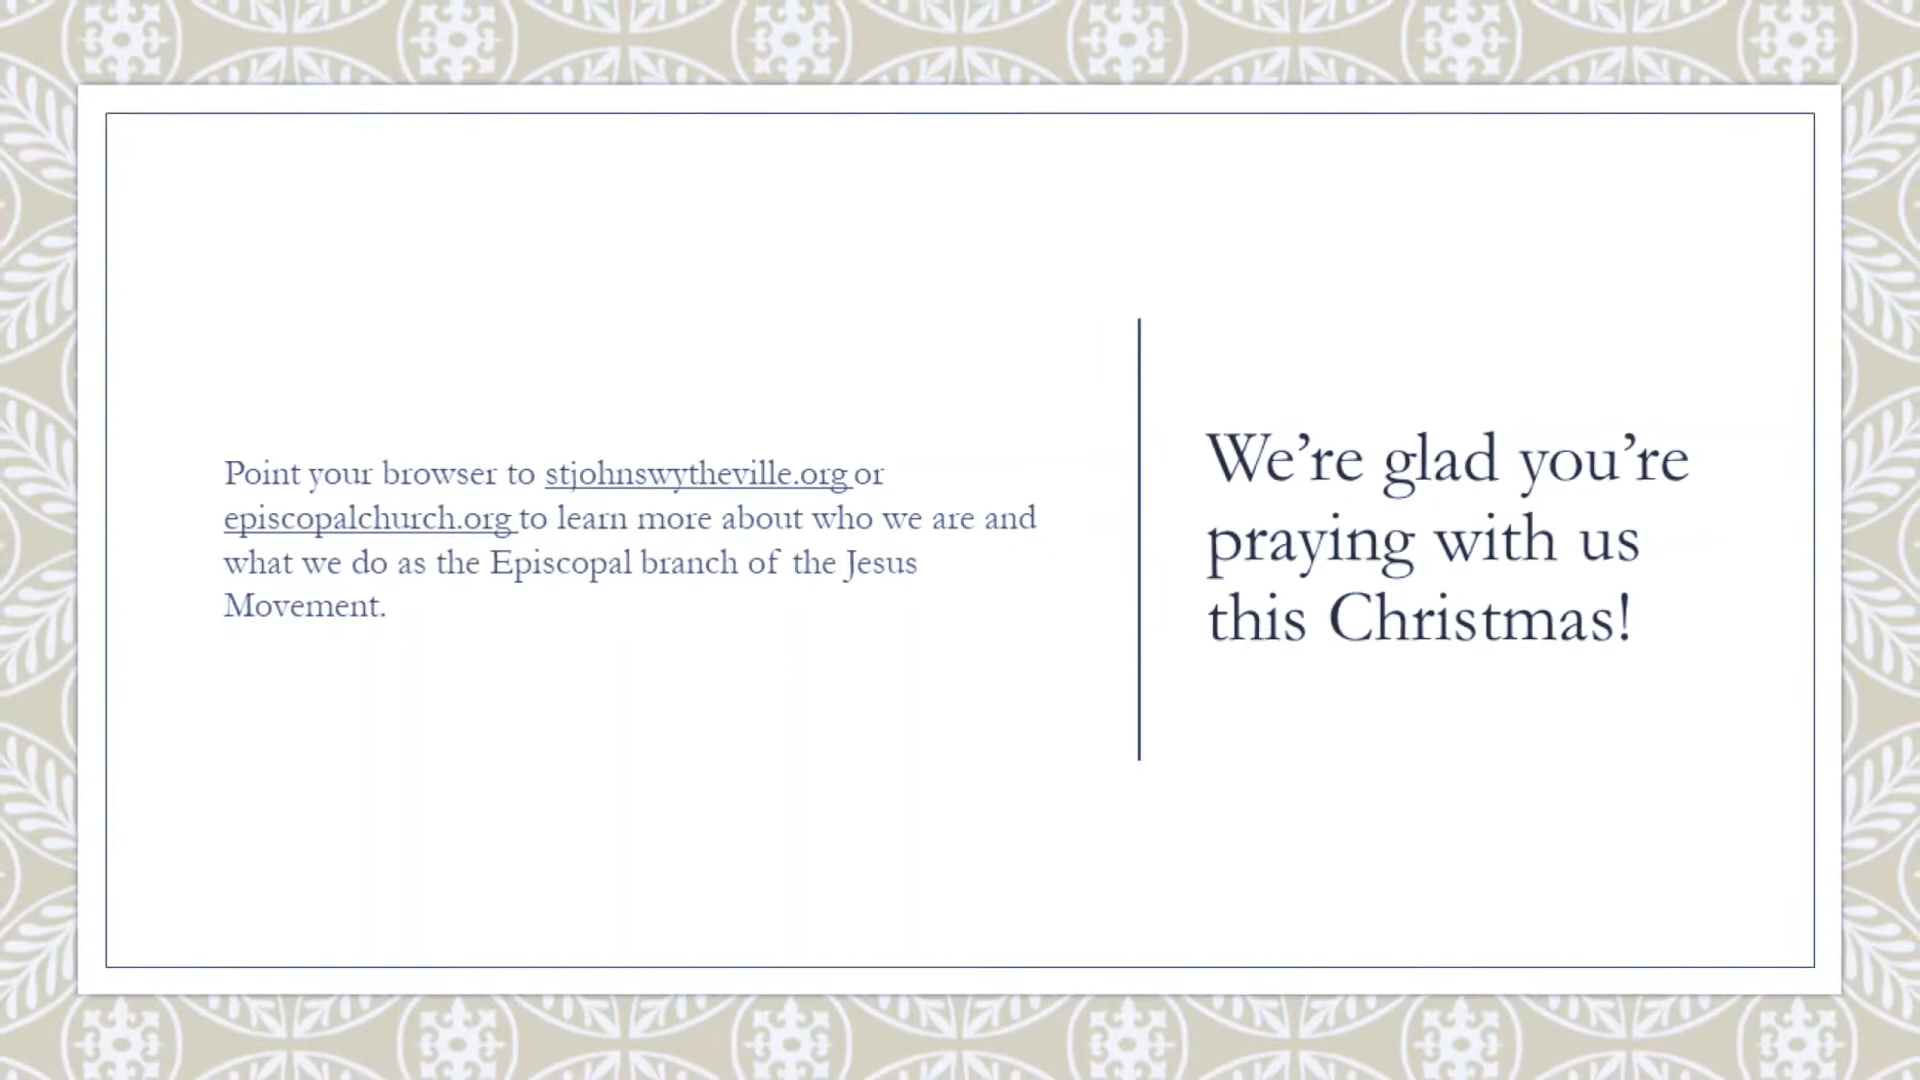 Point your browser to stjohnswytheville.org or
episcopalchurch.org to learn more about who we are and
what we do as the Episcopal branch of the Jesus
Movement.
We’re glad you’re
praying with us
this Christmas!